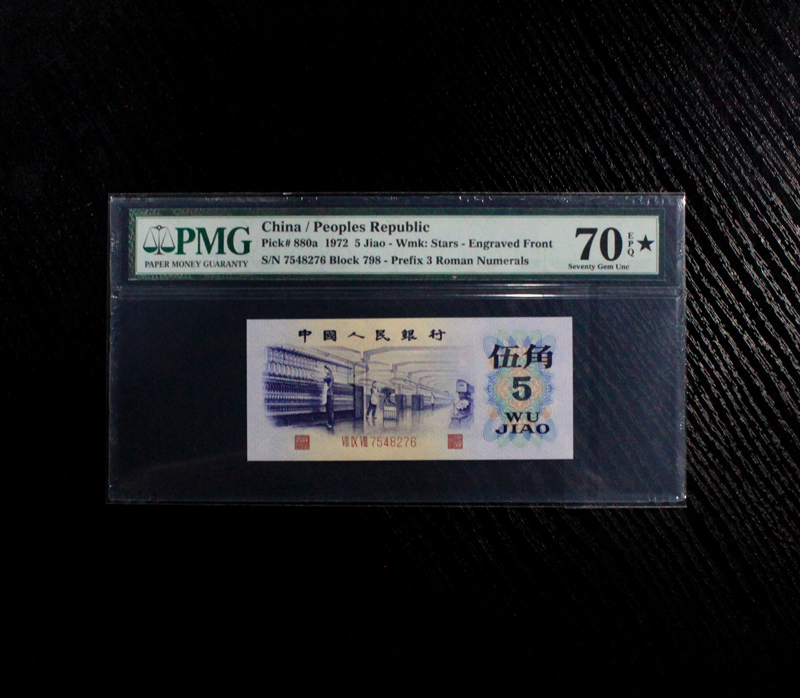 PMG
PAPER MONEY GUARANTY
China / Peoples Republic
Pick# 880a 1972 5 Jiao - Wmk: Stars - Engraved Front
S/N 7548276 Block 798 - Prefix 3 Roman Numerals
70 EPQ★
Seventy Gem Unc
中國人民銀行
伍角
5
WU
JIAO
VII IX VIII 7548276